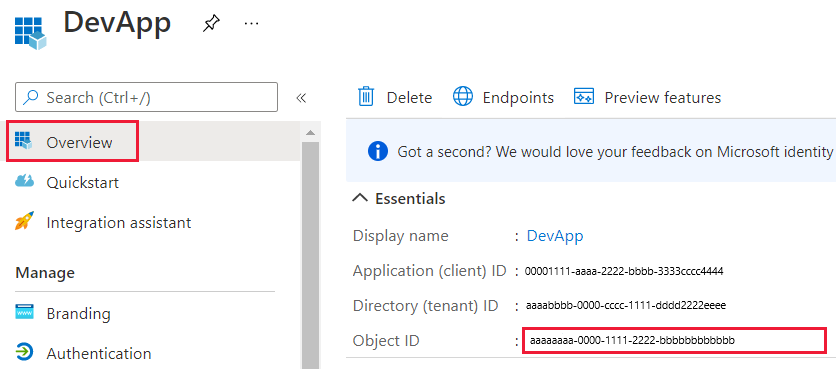 DevApp
Search (Ctrl+/)
Overview
Quickstart
Integration assistant
Manage
Branding
Authentication
Delete Endpoints Preview features
Got a second? We would love your feedback on Microsoft identity
Essentials
Display name : DevApp
Application (client) ID : 00001111-aaaa-2222-bbbb-3333cccc4444
Directory (tenant) ID : aaaabbbb-0000-cccc-1111-dddd2222eeee
Object ID : aaaaaaaa-0000-1111-2222-bbbbbbbbbbbb